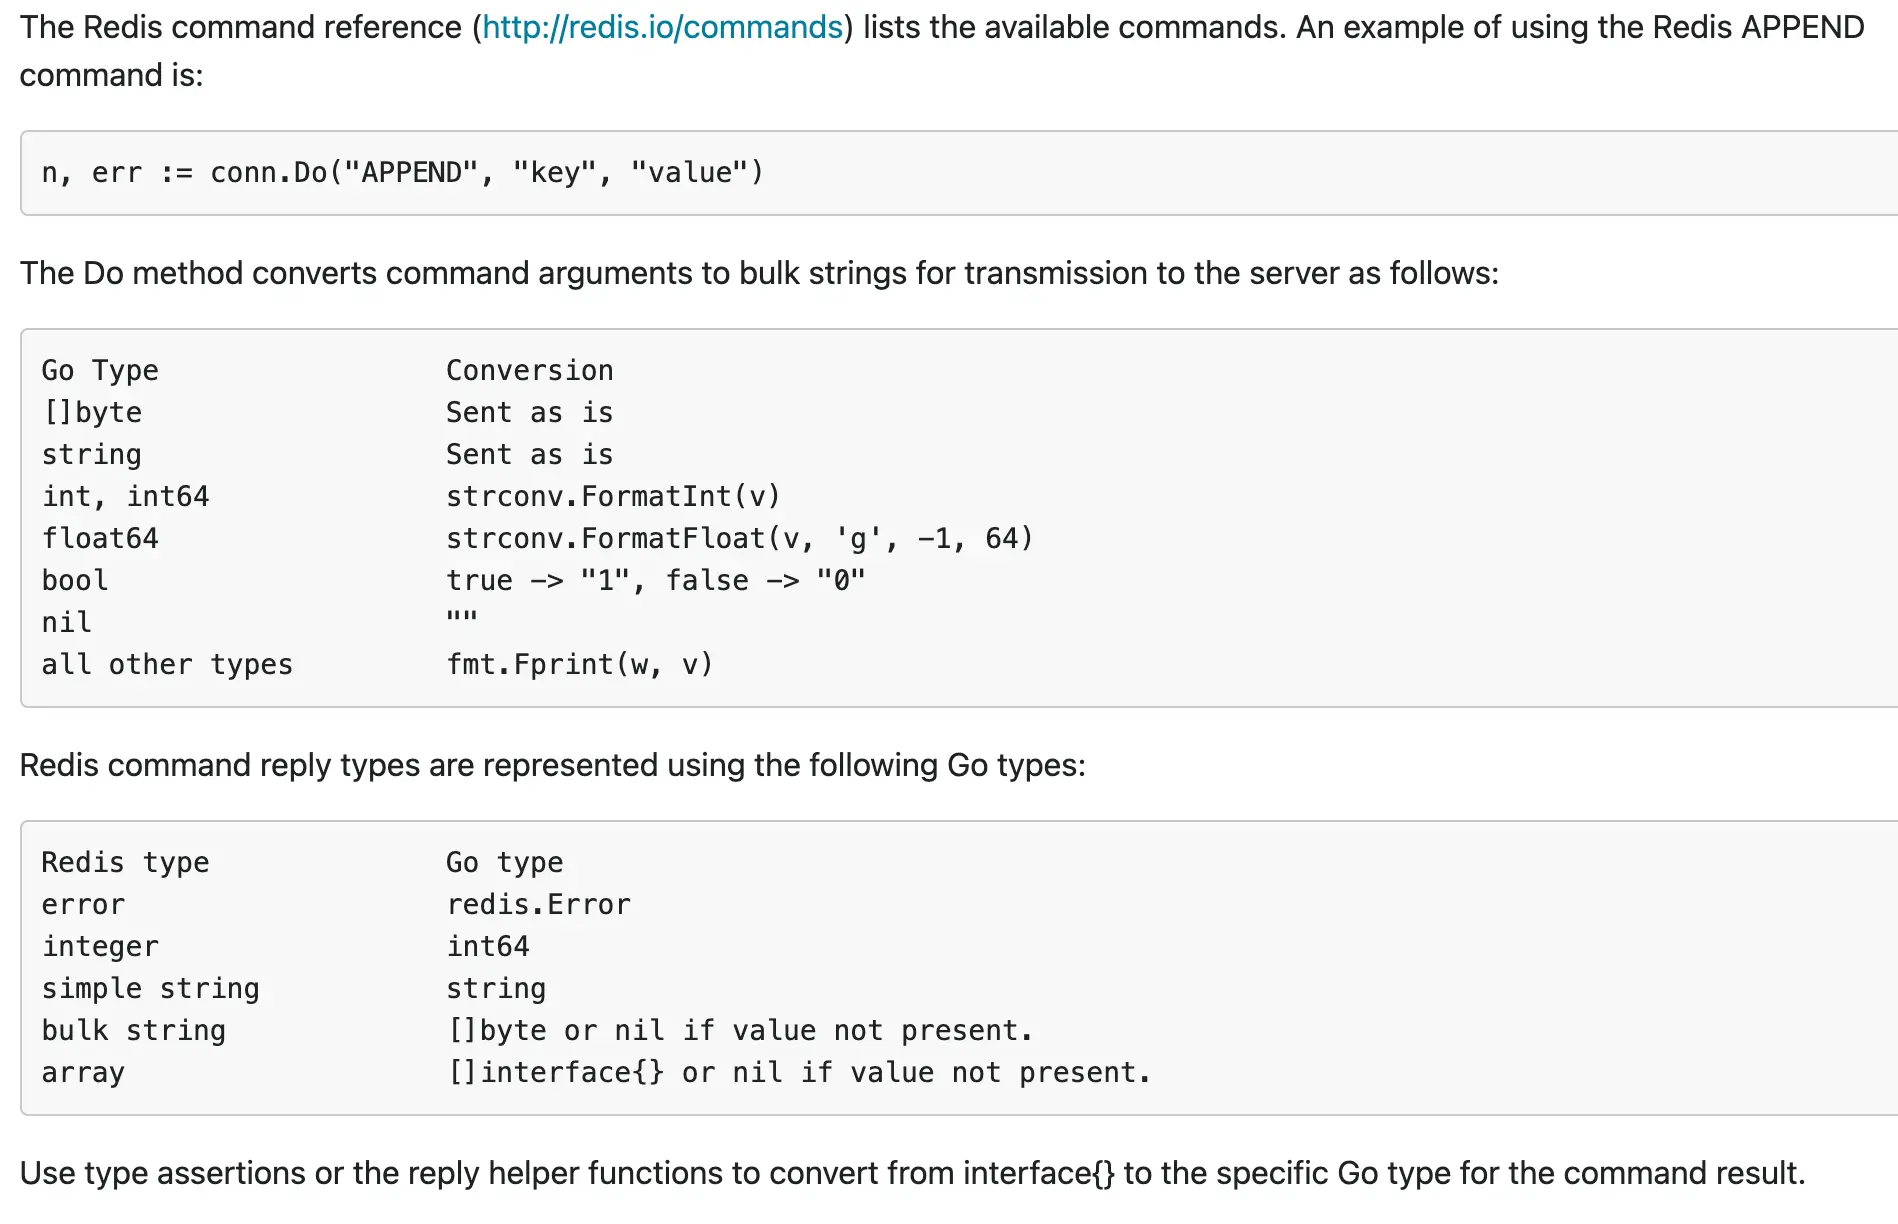 The Redis command reference (http://redis.io/commands) lists the available commands. An example of using the Redis APPEND
command is:
n, err := conn.Do("APPEND", "key", "value")
The Do method converts command arguments to bulk strings for transmission to the server as follows:
Go Type                 Conversion
[]byte                  Sent as is
string                  Sent as is
int, int64              strconv.FormatInt(v)
float64                 strconv.FormatFloat(v, 'g', -1, 64)
bool                    true -> "1", false -> "0"
nil                     ""
all other types         fmt.Fprint(w, v)
Redis command reply types are represented using the following Go types:
Redis type              Go type
error                   redis.Error
integer                 int64
simple string           string
bulk string             []byte or nil if value not present.
array                   []interface{} or nil if value not present.
Use type assertions or the reply helper functions to convert from interface{} to the specific Go type for the command result.